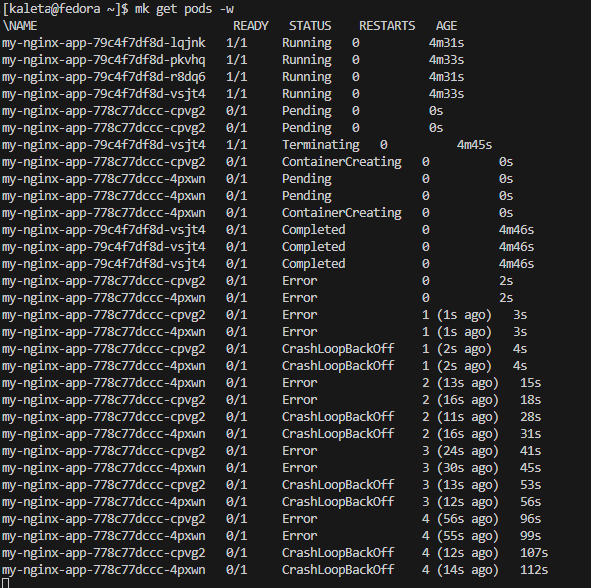 [kaleta@fedora ~]$ mk get pods -w
\NAME READY STATUS RESTARTS AGE
my-nginx-app-79c4f7df8d-lqjnk 1/1 Running 0 4m31s
my-nginx-app-79c4f7df8d-pkvhq 1/1 Running 0 4m33s
my-nginx-app-79c4f7df8d-r8dq6 1/1 Running 0 4m31s
my-nginx-app-79c4f7df8d-vsjt4 1/1 Running 0 4m33s
my-nginx-app-778c77dccc-cpvg2 0/1 Pending 0 0s
my-nginx-app-778c77dccc-cpvg2 0/1 Pending 0 0s
my-nginx-app-79c4f7df8d-vsjt4 1/1 Terminating 0 4m45s
my-nginx-app-778c77dccc-cpvg2 0/1 ContainerCreating 0 0s
my-nginx-app-778c77dccc-4pxwn 0/1 Pending 0 0s
my-nginx-app-778c77dccc-4pxwn 0/1 Pending 0 0s
my-nginx-app-778c77dccc-4pxwn 0/1 ContainerCreating 0 0s
my-nginx-app-79c4f7df8d-vsjt4 0/1 Completed 0 4m46s
my-nginx-app-79c4f7df8d-vsjt4 0/1 Completed 0 4m46s
my-nginx-app-79c4f7df8d-vsjt4 0/1 Completed 0 4m46s
my-nginx-app-778c77dccc-cpvg2 0/1 Error 0 2s
my-nginx-app-778c77dccc-4pxwn 0/1 Error 0 2s
my-nginx-app-778c77dccc-cpvg2 0/1 Error 1 (1s ago) 3s
my-nginx-app-778c77dccc-4pxwn 0/1 Error 1 (1s ago) 3s
my-nginx-app-778c77dccc-cpvg2 0/1 CrashLoopBackOff 1 (2s ago) 4s
my-nginx-app-778c77dccc-4pxwn 0/1 CrashLoopBackOff 1 (2s ago) 4s
my-nginx-app-778c77dccc-4pxwn 0/1 Error 2 (13s ago) 15s
my-nginx-app-778c77dccc-cpvg2 0/1 Error 2 (16s ago) 18s
my-nginx-app-778c77dccc-cpvg2 0/1 CrashLoopBackOff 2 (11s ago) 28s
my-nginx-app-778c77dccc-4pxwn 0/1 CrashLoopBackOff 2 (16s ago) 31s
my-nginx-app-778c77dccc-cpvg2 0/1 Error 3 (24s ago) 41s
my-nginx-app-778c77dccc-4pxwn 0/1 Error 3 (30s ago) 45s
my-nginx-app-778c77dccc-cpvg2 0/1 CrashLoopBackOff 3 (13s ago) 53s
my-nginx-app-778c77dccc-4pxwn 0/1 CrashLoopBackOff 3 (12s ago) 56s
my-nginx-app-778c77dccc-cpvg2 0/1 Error 4 (56s ago) 96s
my-nginx-app-778c77dccc-4pxwn 0/1 Error 4 (55s ago) 99s
my-nginx-app-778c77dccc-cpvg2 0/1 CrashLoopBackOff 4 (12s ago) 107s
my-nginx-app-778c77dccc-4pxwn 0/1 CrashLoopBackOff 4 (14s ago) 112s